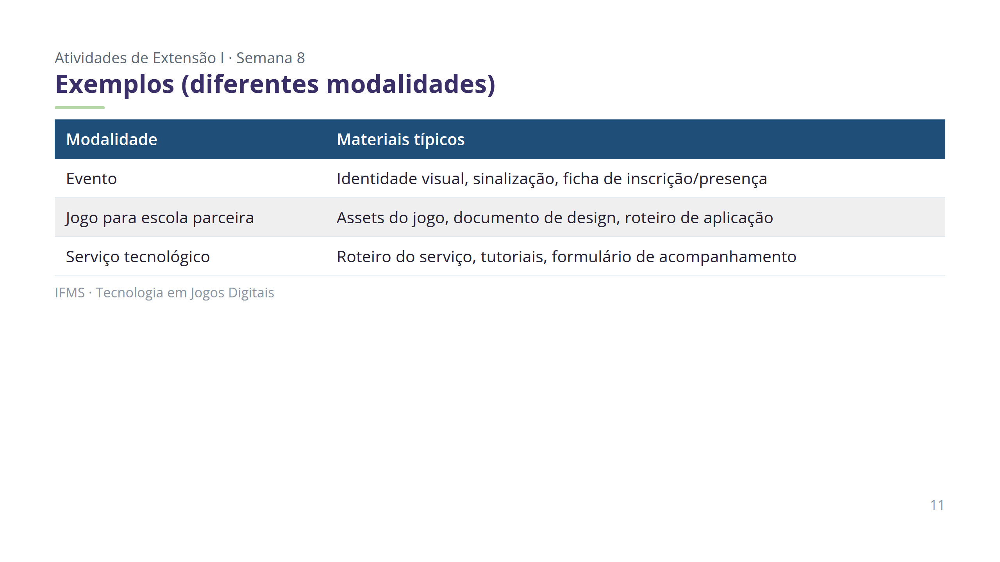 Atividades de Extensão I · Semana 8
Exemplos (diferentes modalidades)
Modalidade Materiais típicos
Evento Identidade visual, sinalização, ficha de inscrição/presença
Jogo para escola parceira Assets do jogo, documento de design, roteiro de aplicação
Serviço tecnológico Roteiro do serviço, tutoriais, formulário de acompanhamento
IFMS · Tecnologia em Jogos Digitais
11